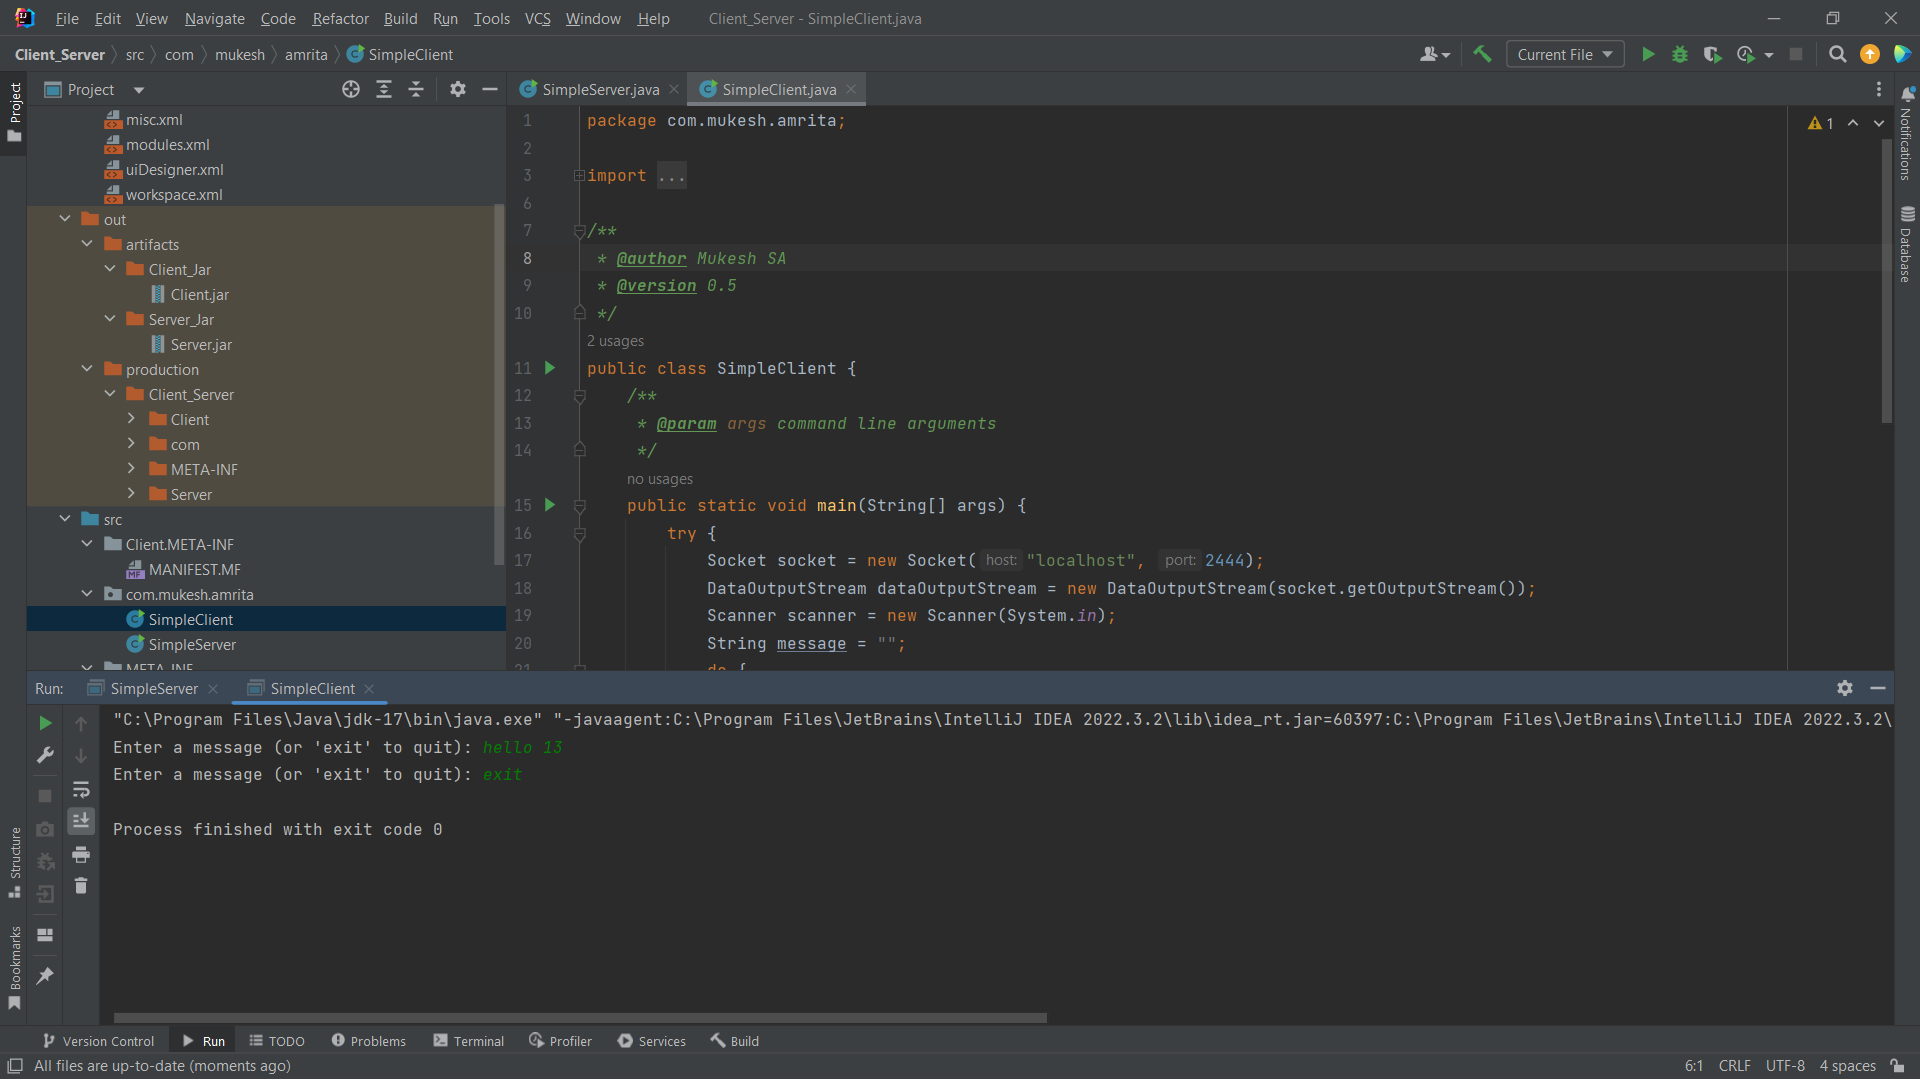 File Edit View Navigate Code Refactor Build Run Tools VCS Window Help Client_Server - SimpleClient.java
Client_Server src com mukesh amrita SimpleClient Current File
Project
Project
misc.xml
modules.xml
uiDesigner.xml
workspace.xml
out
artifacts
Client_Jar
Client.jar
Server_Jar
Server.jar
production
Client_Server
Client
com
META-INF
Server
src
Client.META-INF
MANIFEST.MF
com.mukesh.amrita
SimpleClient
SimpleServer
META-INF
SimpleServer.java SimpleClient.java
1 package com.mukesh.amrita;
2
3 import ...
6
7 /**
8 * @author Mukesh SA
9 * @version 0.5
10 */
2 usages
11 public class SimpleClient {
12 /**
13 * @param args command line arguments
14 */
no usages
15 public static void main(String[] args) {
16 try {
17 Socket socket = new Socket( host: "localhost", port: 2444);
18 DataOutputStream dataOutputStream = new DataOutputStream(socket.getOutputStream());
19 Scanner scanner = new Scanner(System.in);
20 String message = "";
21 do {
1
Notifications
Database
Run: SimpleServer SimpleClient
"C:\Program Files\Java\jdk-17\bin\java.exe" "-javaagent:C:\Program Files\JetBrains\IntelliJ IDEA 2022.3.2\lib\idea_rt.jar=60397:C:\Program Files\JetBrains\IntelliJ IDEA 2022.3.2\
Enter a message (or 'exit' to quit): hello 13
Enter a message (or 'exit' to quit): exit
Process finished with exit code 0
Structure
Bookmarks
Version Control Run TODO Problems Terminal Profiler Services Build
All files are up-to-date (moments ago) 6:1 CRLF UTF-8 4 spaces